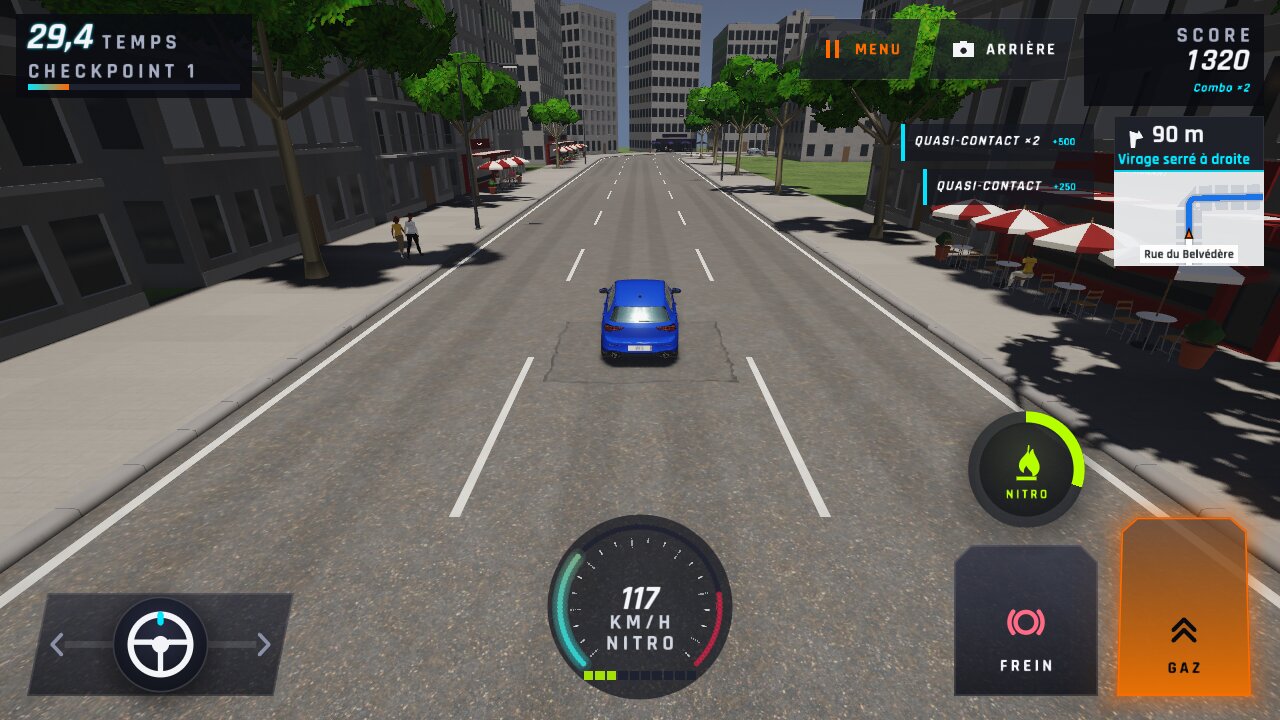 29,4 TEMPS
CHECKPOINT 1
MENU
ARRIÈRE
SCORE
1320
Combo ×2
QUASI-CONTACT ×2 +500
QUASI-CONTACT +250
90 m
Virage serré à droite
Rue du Belvédère
NITRO
117
KM/H
NITRO
FREIN
GAZ